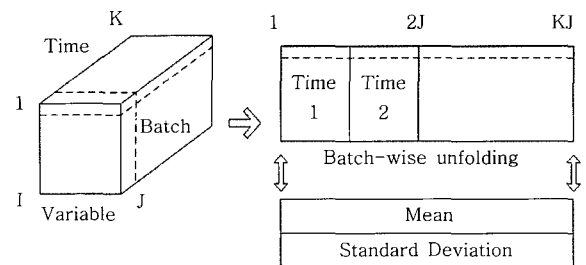 K
Time
1
Batch
I
J
Variable
1
2J
KJ
Time
1
Time
2
Batch-wise unfolding
Mean
Standard Deviation